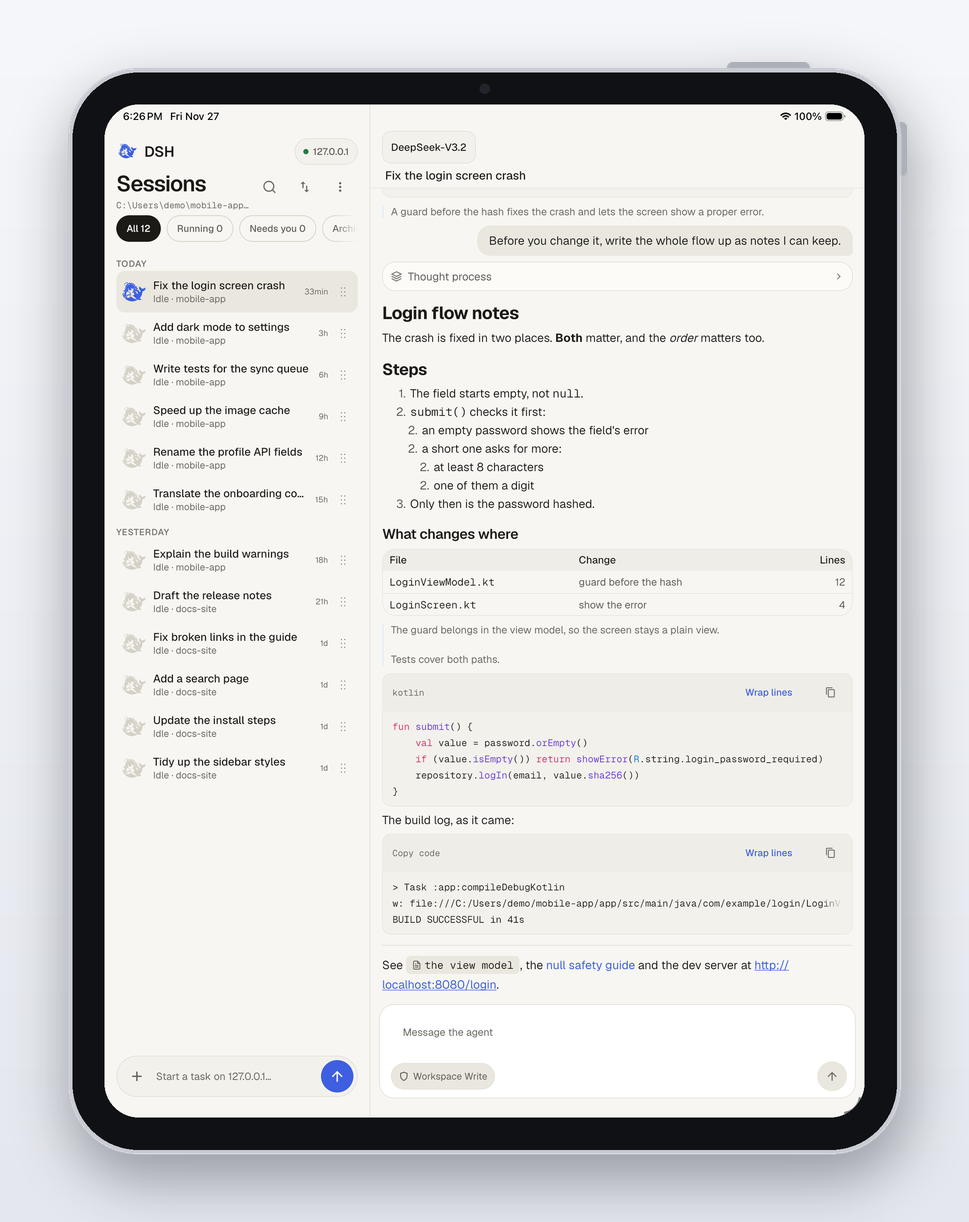 6:26 PM Fri Nov 27
100%
DSH
127.0.0.1
Sessions
C:\Users\demo\mobile-app…
All 12
Running 0
Needs you 0
Archi
TODAY
Fix the login screen crash
Idle · mobile-app
33min
Add dark mode to settings
Idle · mobile-app
3h
Write tests for the sync queue
Idle · mobile-app
6h
Speed up the image cache
Idle · mobile-app
9h
Rename the profile API fields
Idle · mobile-app
12h
Translate the onboarding co…
Idle · mobile-app
15h
YESTERDAY
Explain the build warnings
Idle · mobile-app
18h
Draft the release notes
Idle · docs-site
21h
Fix broken links in the guide
Idle · docs-site
1d
Add a search page
Idle · docs-site
1d
Update the install steps
Idle · docs-site
1d
Tidy up the sidebar styles
Idle · docs-site
1d
Start a task on 127.0.0.1…
DeepSeek-V3.2
Fix the login screen crash
A guard before the hash fixes the crash and lets the screen show a proper error.
Before you change it, write the whole flow up as notes I can keep.
Thought process
Login flow notes
The crash is fixed in two places. Both matter, and the order matters too.
Steps
1. The field starts empty, not null.
2. submit() checks it first:
2. an empty password shows the field's error
2. a short one asks for more:
2. at least 8 characters
2. one of them a digit
3. Only then is the password hashed.
What changes where
File Change Lines
LoginViewModel.kt guard before the hash 12
LoginScreen.kt show the error 4
The guard belongs in the view model, so the screen stays a plain view.
Tests cover both paths.
kotlin Wrap lines
fun submit() {
    val value = password.orEmpty()
    if (value.isEmpty()) return showError(R.string.login_password_required)
    repository.logIn(email, value.sha256())
}
The build log, as it came:
Copy code Wrap lines
> Task :app:compileDebugKotlin
w: file:///C:/Users/demo/mobile-app/app/src/main/java/com/example/login/LoginV
BUILD SUCCESSFUL in 41s
See the view model, the null safety guide and the dev server at http://
localhost:8080/login.
Message the agent
Workspace Write